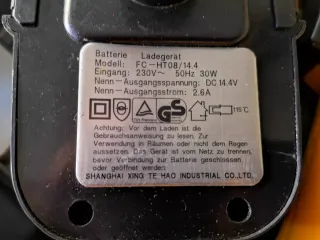 Batterie Ladegerät
Modell: FC-HT08/14.4
Eingang: 230V~ 50Hz 30W
Nenn-Ausgangsspannung: DC 14.4V
Nenn-Ausgangsstrom: 2.6A
GS
Achtung: Vor dem Laden ist die
Gebrauchsanweisung zu lesen. Zur
Verwendung in Räumen oder nicht dem Regen
aussetzen. Das Gerät ist vom Netz zu trennen,
bevor die Verbindung zur Batterie geschlossen
oder geöffnet werden.
SHANGHAI XING TE HAO INDUSTRIAL CO.,LTD.